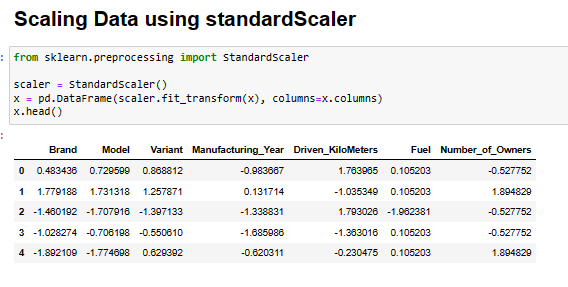 Scaling Data using standardScaler
: from sklearn.preprocessing import StandardScaler
scaler = StandardScaler()
x = pd.DataFrame(scaler.fit_transform(x), columns=x.columns)
x.head()
:
Brand Model Variant Manufacturing_Year Driven_KiloMeters Fuel Number_of_Owners
0 0.483436 0.729599 0.868812 -0.983667 1.763965 0.105203 -0.527752
1 1.779188 1.731318 1.257871 0.131714 -1.035349 0.105203 1.894829
2 -1.460192 -1.707916 -1.397133 -1.338831 1.793026 -1.962381 -0.527752
3 -1.028274 -0.706198 -0.550610 -1.685986 -1.363016 0.105203 -0.527752
4 -1.892109 -1.774698 0.629392 -0.620311 -0.230475 0.105203 1.894829